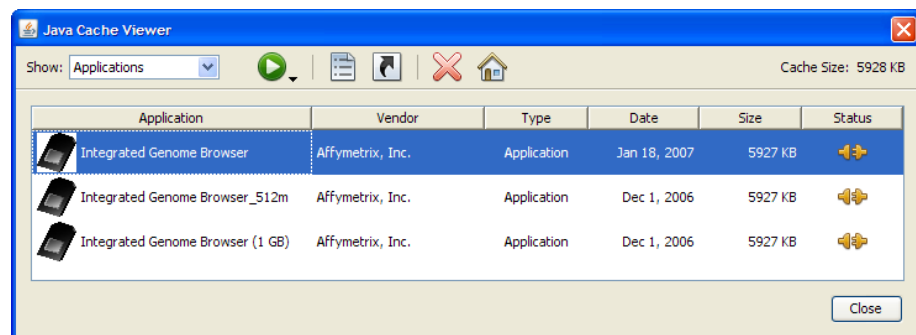 Java Cache Viewer
Show: Applications Cache Size: 5928 KB
Application Vendor Type Date Size Status
Integrated Genome Browser Affymetrix, Inc. Application Jan 18, 2007 5927 KB
Integrated Genome Browser_512m Affymetrix, Inc. Application Dec 1, 2006 5927 KB
Integrated Genome Browser (1 GB) Affymetrix, Inc. Application Dec 1, 2006 5927 KB
Close